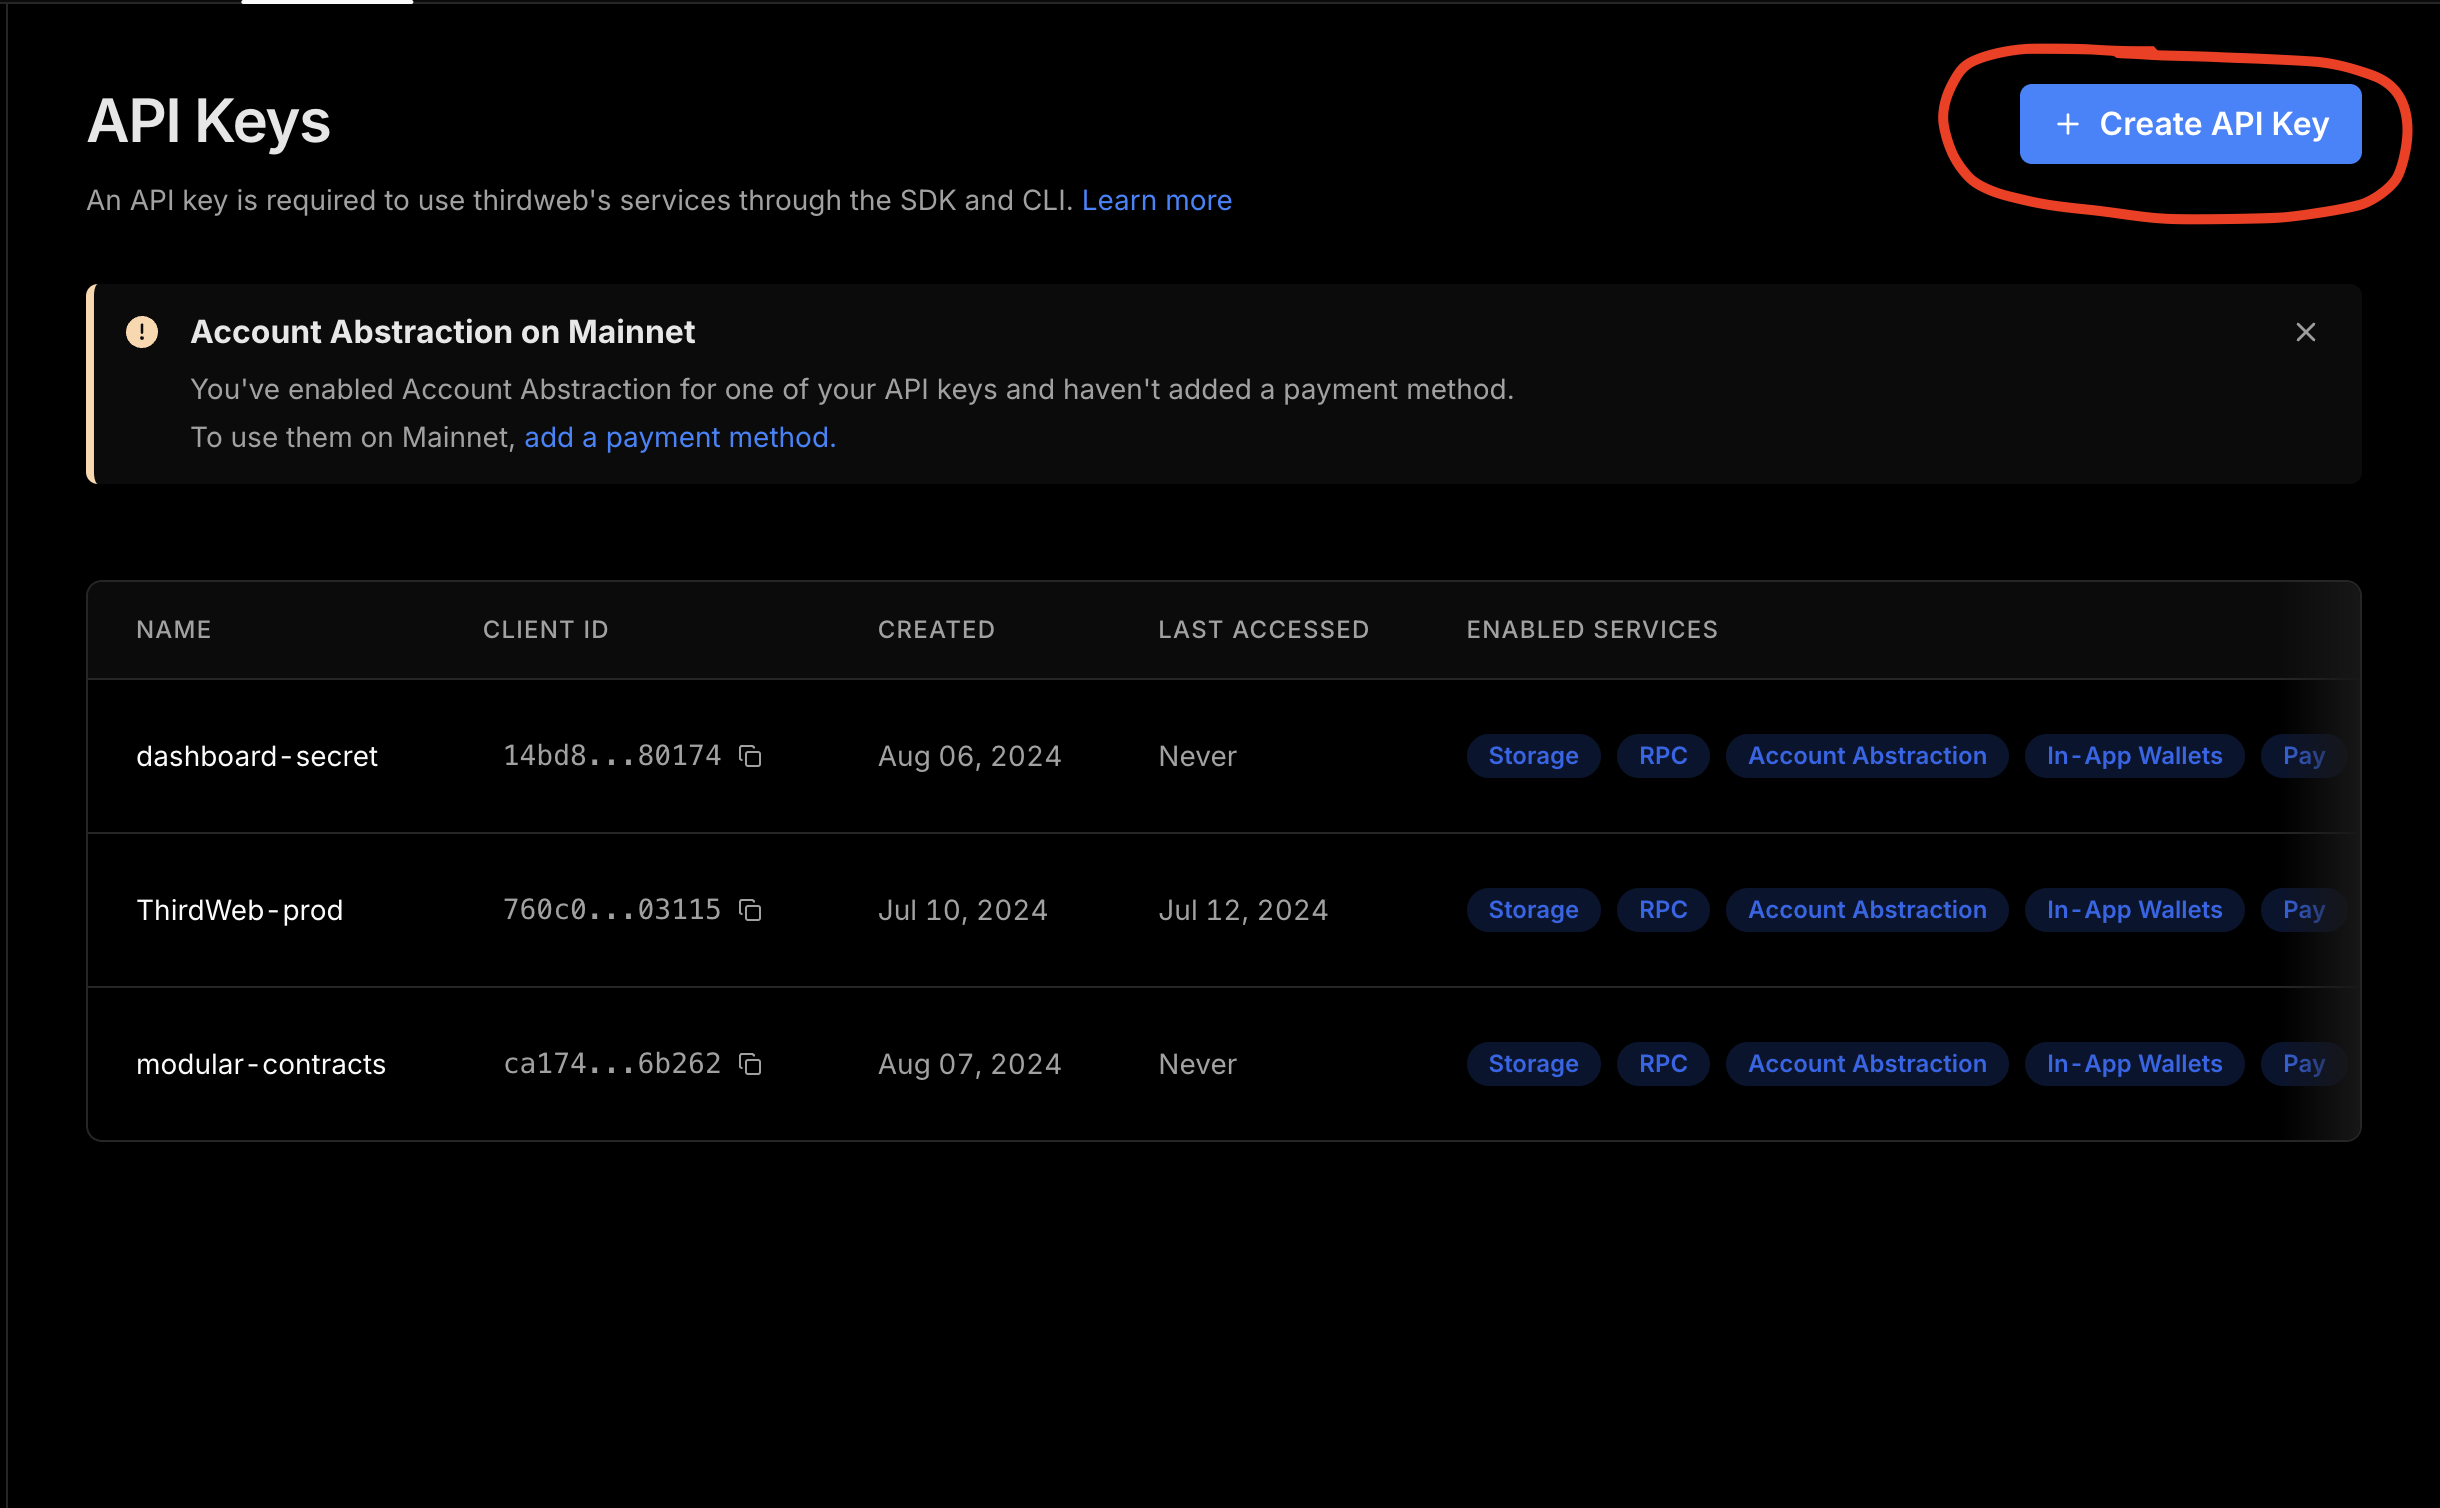 API Keys
+ Create API Key
An API key is required to use thirdweb's services through the SDK and CLI. Learn more
Account Abstraction on Mainnet
You've enabled Account Abstraction for one of your API keys and haven't added a payment method.
To use them on Mainnet, add a payment method.
NAME CLIENT ID CREATED LAST ACCESSED ENABLED SERVICES
dashboard-secret 14bd8...80174 Aug 06, 2024 Never Storage RPC Account Abstraction In-App Wallets Pay
ThirdWeb-prod 760c0...03115 Jul 10, 2024 Jul 12, 2024 Storage RPC Account Abstraction In-App Wallets Pay
modular-contracts ca174...6b262 Aug 07, 2024 Never Storage RPC Account Abstraction In-App Wallets Pay